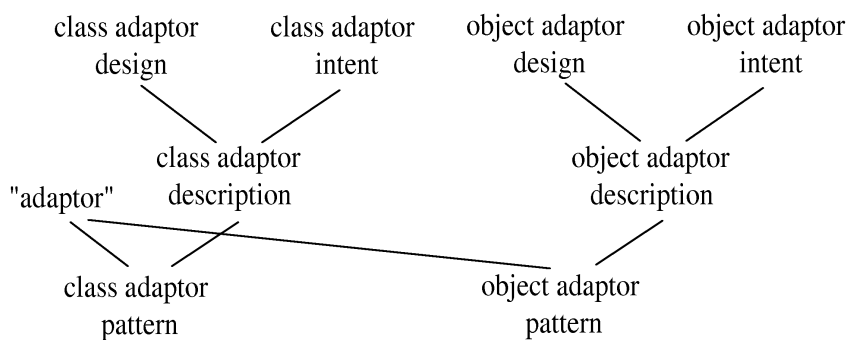 class adaptor
design
class adaptor
intent
object adaptor
design
object adaptor
intent
class adaptor
description
object adaptor
description
"adaptor"
class adaptor
pattern
object adaptor
pattern